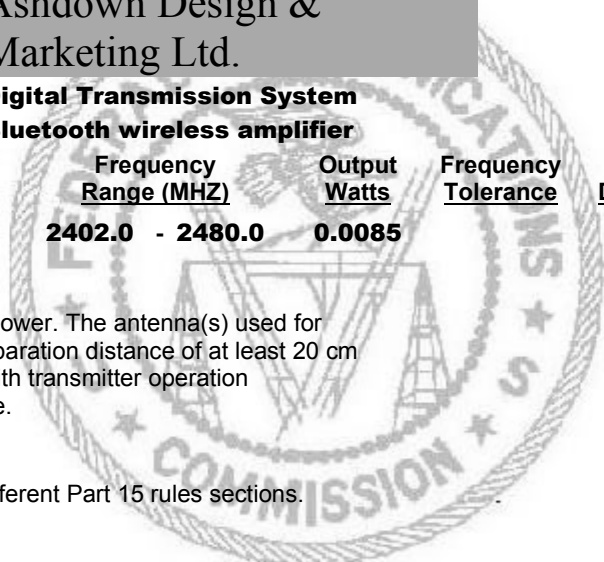 Ashdown Design &
Marketing Ltd.
Digital Transmission System
Bluetooth wireless amplifier
Frequency Output Frequency
Range (MHZ) Watts Tolerance
2402.0 - 2480.0 0.0085
ower. The antenna(s) used for
paration distance of at least 20 cm
ith transmitter operation
e.
fferent Part 15 rules sections.
COMMISSION